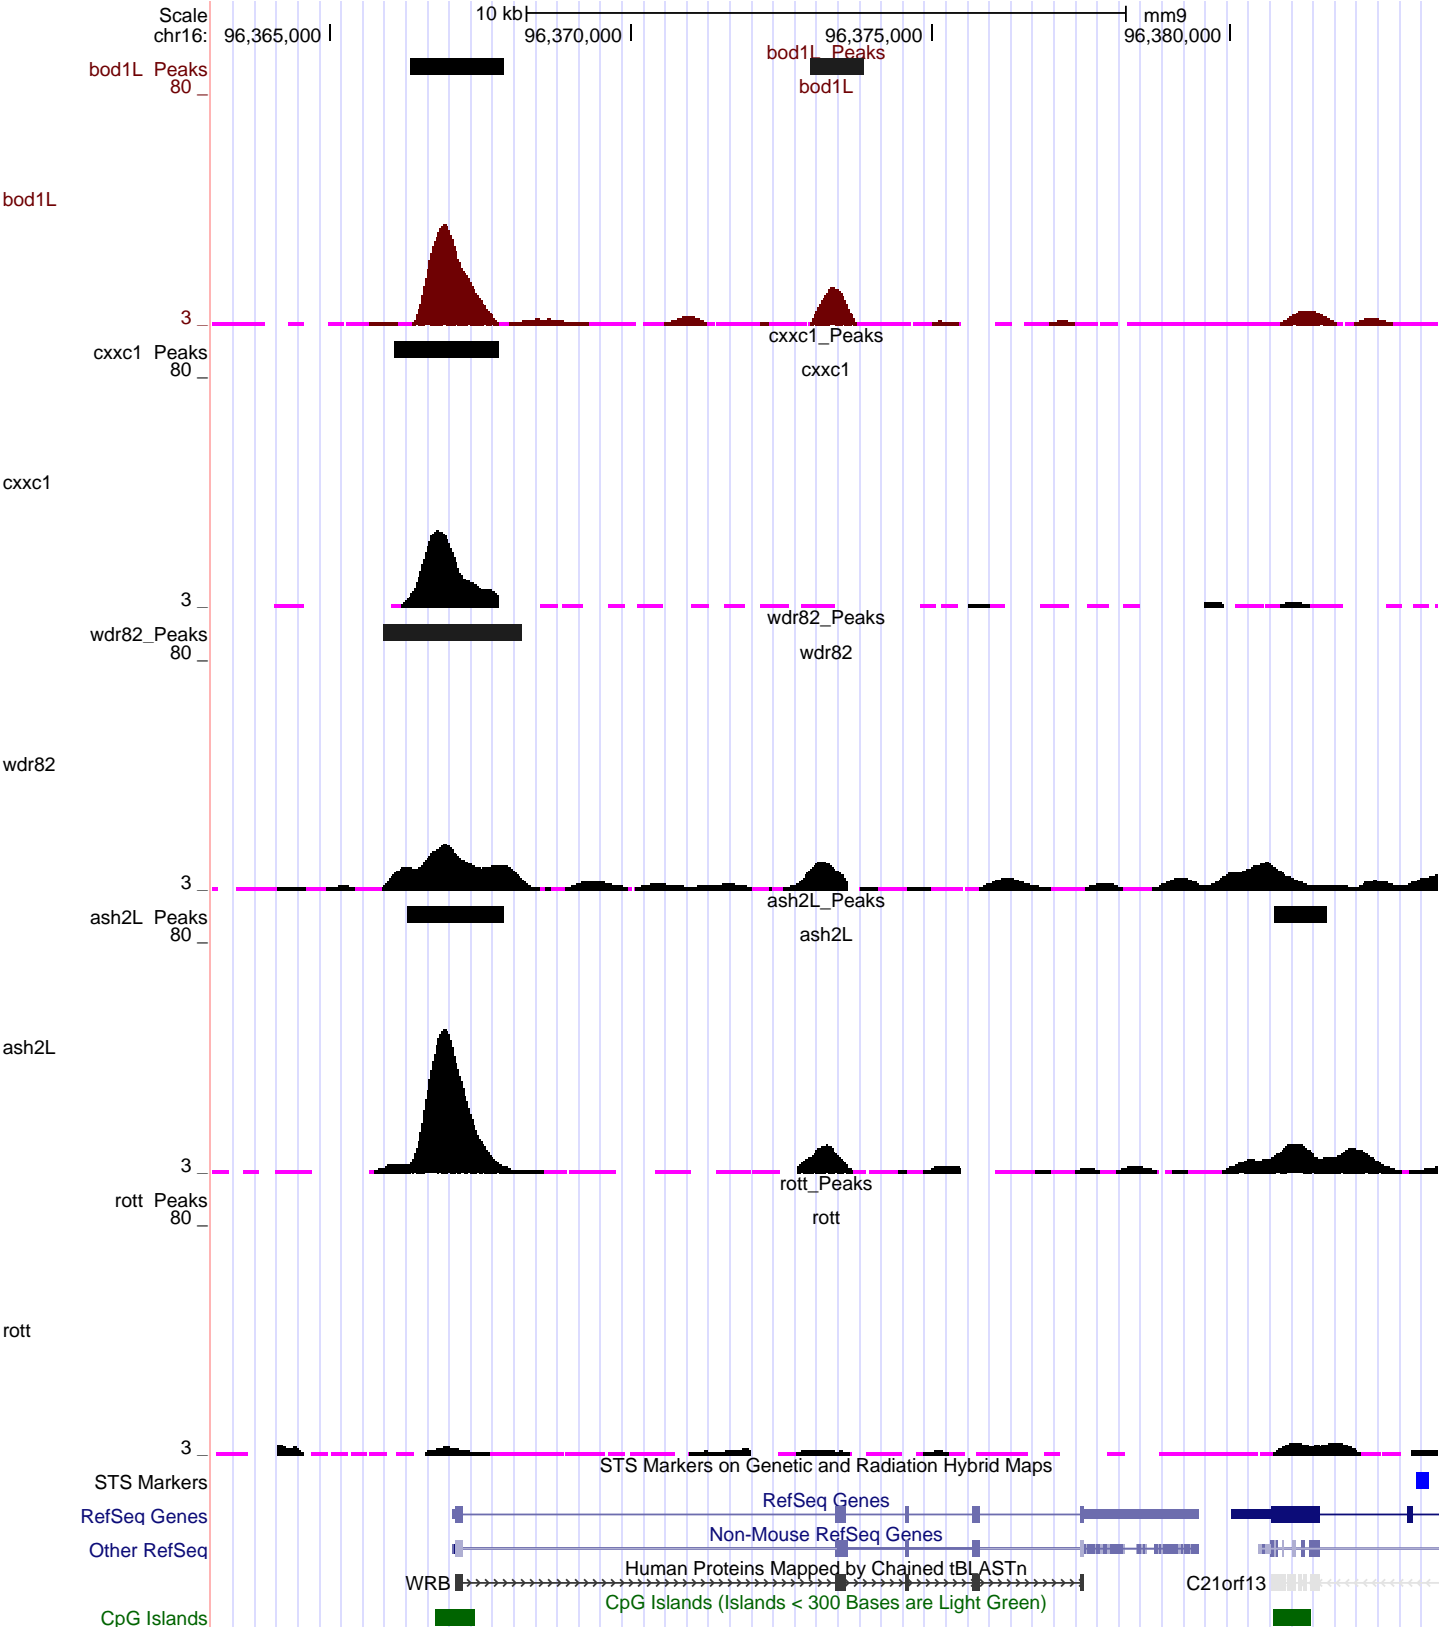 Scale 10 kb mm9
chr16: 96,365,000 96,370,000 96,375,000 96,380,000
bod1L_Peaks
bod1L Peaks
80 _ bod1L
bod1L
3 _
cxxc1_Peaks
cxxc1 Peaks
80 _ cxxc1
cxxc1
3 _
wdr82_Peaks
wdr82_Peaks
80 _ wdr82
wdr82
3 _
ash2L_Peaks
ash2L Peaks
80 _ ash2L
ash2L
3 _
rott_Peaks
rott Peaks
80 _ rott
rott
3 _
STS Markers on Genetic and Radiation Hybrid Maps
STS Markers
RefSeq Genes
RefSeq Genes
Non-Mouse RefSeq Genes
Other RefSeq
Human Proteins Mapped by Chained tBLASTn
WRB C21orf13
CpG Islands (Islands < 300 Bases are Light Green)
CpG Islands